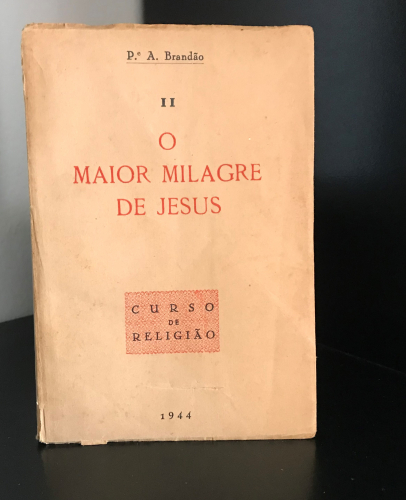 P.e A. Brandão
II
O
MAIOR MILAGRE
DE JESUS
CURSO
DE
RELIGIÃO
1944